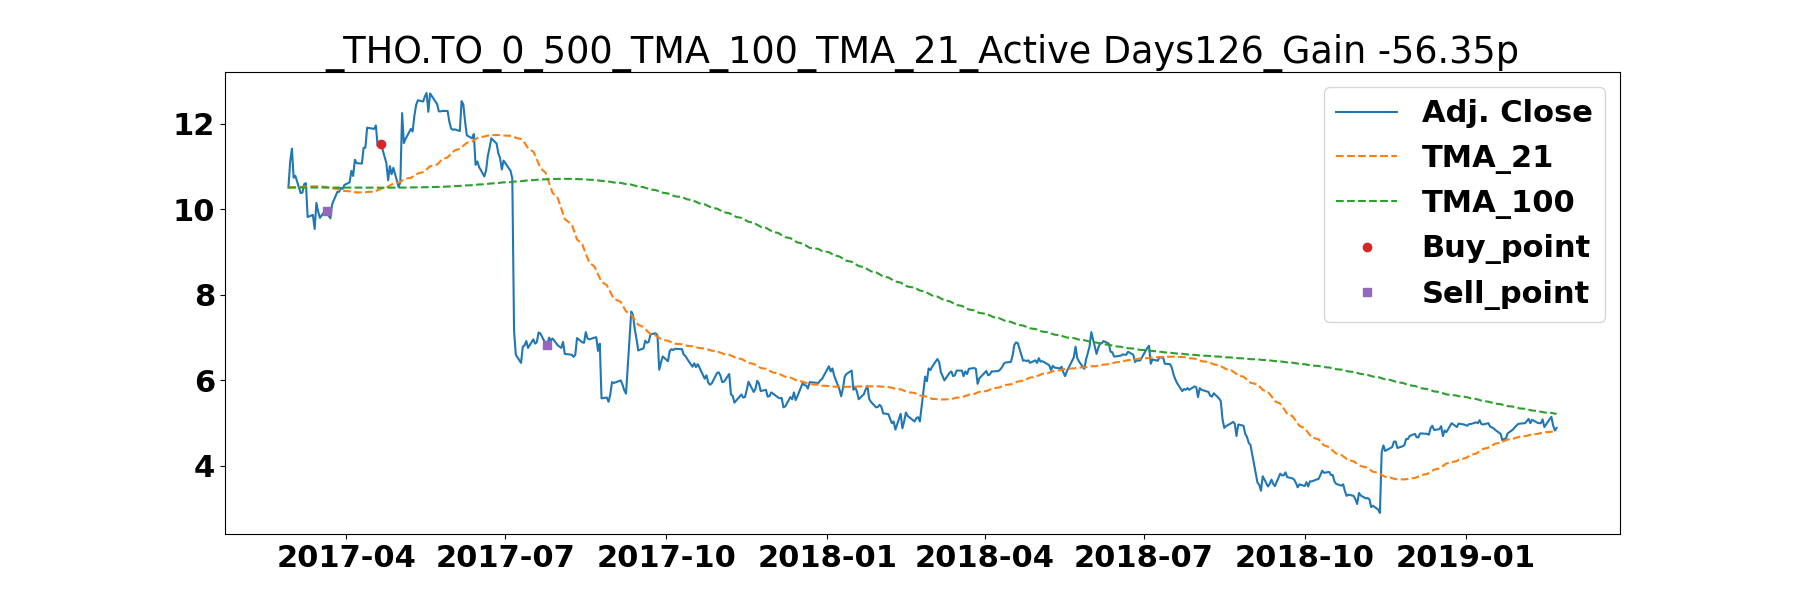 _THO.TO_0_500_TMA_100_TMA_21_Active Days126_Gain -56.35p
12
10
8
6
4
2017-04 2017-07 2017-10 2018-01 2018-04 2018-07 2018-10 2019-01
Adj. Close
TMA_21
TMA_100
Buy_point
Sell_point